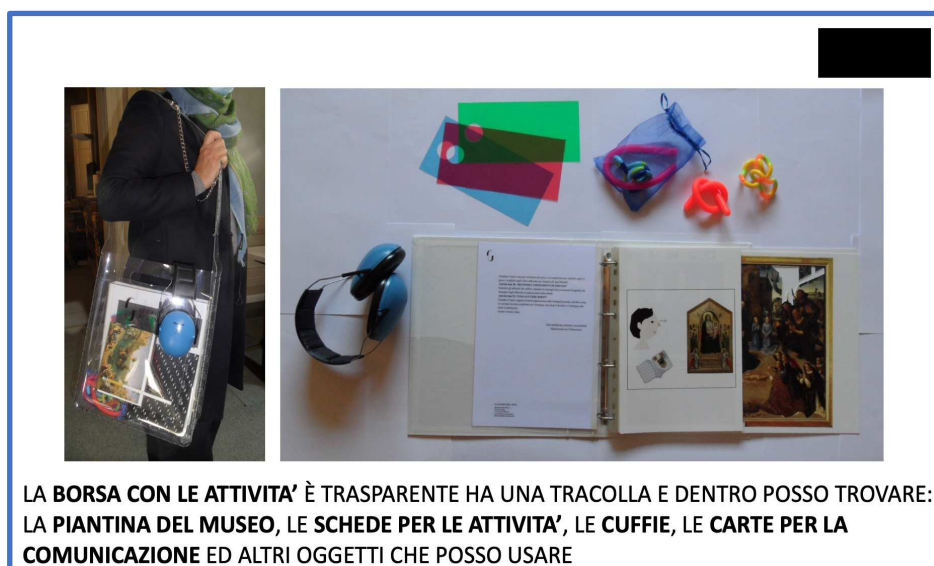 LA BORSA CON LE ATTIVITA’ È TRASPARENTE HA UNA TRACOLLA E DENTRO POSSO TROVARE:
LA PIANTINA DEL MUSEO, LE SCHEDE PER LE ATTIVITA’, LE CUFFIE, LE CARTE PER LA
COMUNICAZIONE ED ALTRI OGGETTI CHE POSSO USARE